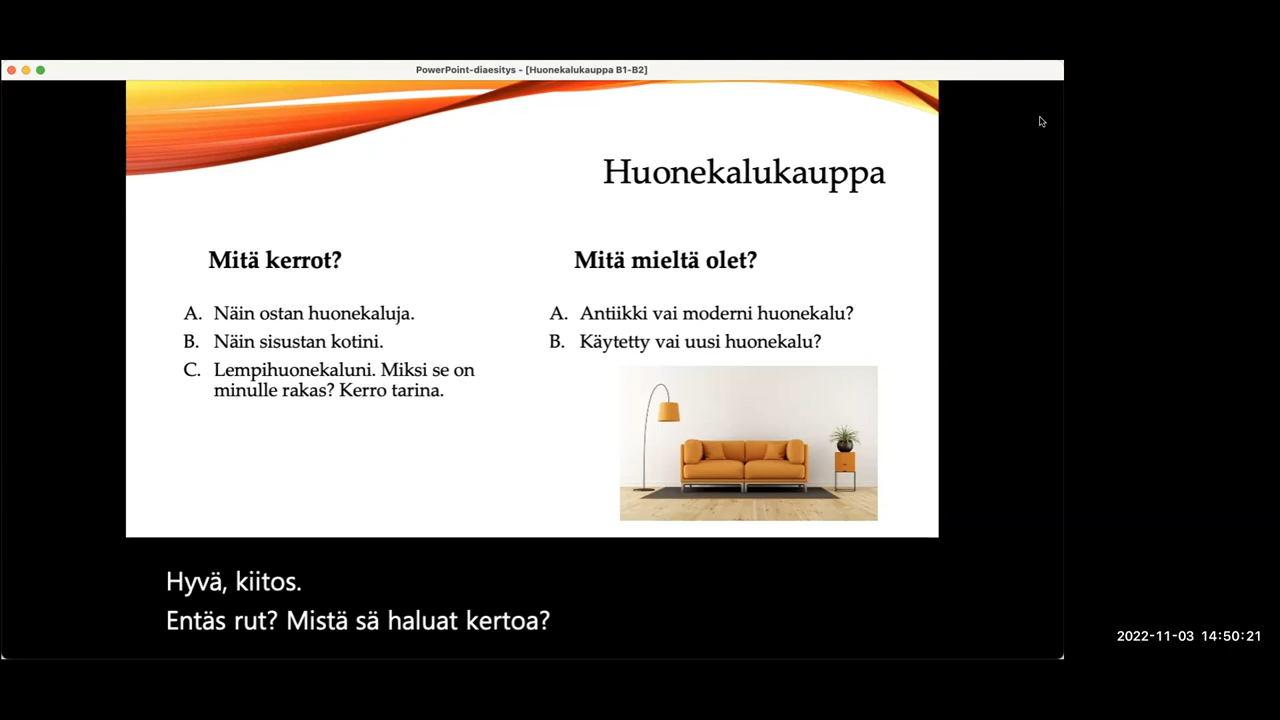 PowerPoint-diaesitys - [Huonekalukauppa B1-B2]
Huonekalukauppa
Mitä kerrot?
A. Näin ostan huonekaluja.
B. Näin sisustan kotini.
C. Lempihuonekaluni. Miksi se on
minulle rakas? Kerro tarina.
Mitä mieltä olet?
A. Antiikki vai moderni huonekalu?
B. Käytetty vai uusi huonekalu?
Hyvä, kiitos.
Entäs rut? Mistä sä haluat kertoa?
2022-11-03 14:50:21